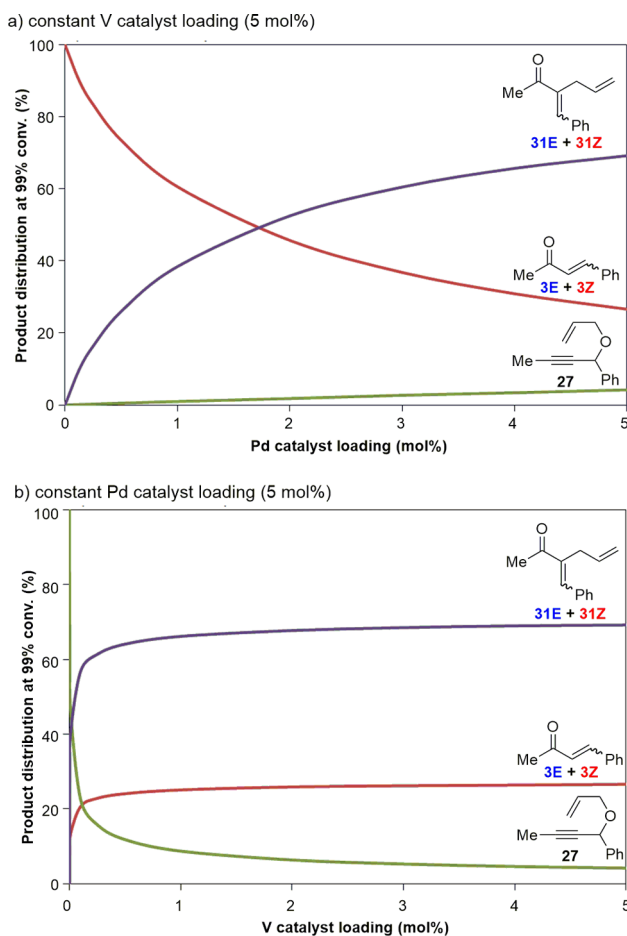 a) constant V catalyst loading (5 mol%)
Product distribution at 99% conv. (%)
100
80
60
40
20
0
O
Me
Ph
31E + 31Z
O
Me
Ph
3E + 3Z
O
Me
Ph
27
0
1
2
3
4
5
Pd catalyst loading (mol%)
b) constant Pd catalyst loading (5 mol%)
Product distribution at 99% conv. (%)
100
80
60
40
20
0
O
Me
Ph
31E + 31Z
O
Me
Ph
3E + 3Z
O
Me
Ph
27
0
1
2
3
4
5
V catalyst loading (mol%)